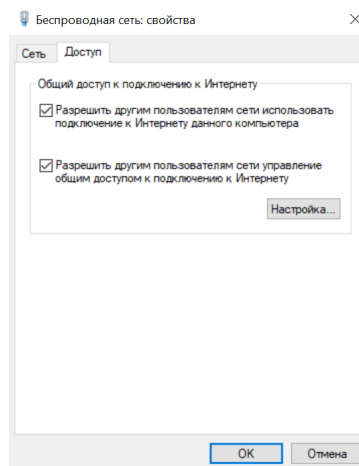 Беспроводная сеть: свойства
Сеть Доступ
Общий доступ к подключению к Интернету
Разрешить другим пользователям сети использовать
подключение к Интернету данного компьютера
Разрешить другим пользователям сети управление
общим доступом к подключению к Интернету
Настройка...
OK Отмена